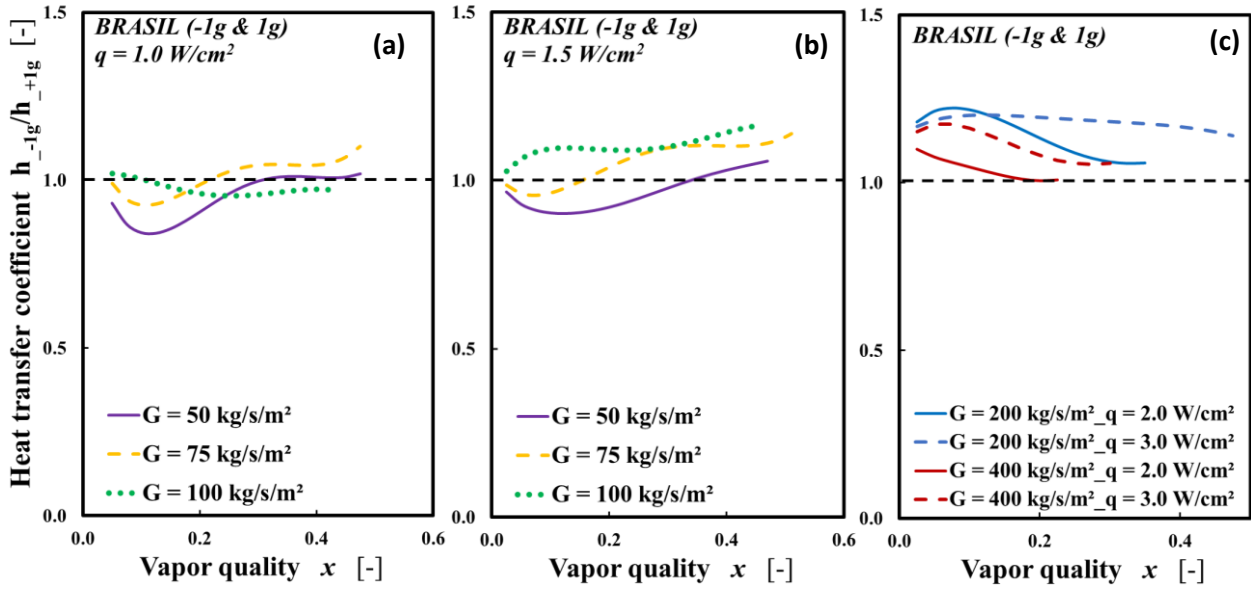 Heat transfer coefficient h_-1g/h_+1g [-]
1.5
1.0
0.5
0.0
BRASIL (-1g & 1g)
q = 1.0 W/cm²
(a)
G = 50 kg/s/m²
G = 75 kg/s/m²
G = 100 kg/s/m²
0.0 0.2 0.4 0.6
Vapor quality x [-]
1.5
1.0
0.5
0.0
BRASIL (-1g & 1g)
q = 1.5 W/cm²
(b)
G = 50 kg/s/m²
G = 75 kg/s/m²
G = 100 kg/s/m²
0.0 0.2 0.4 0.6
Vapor quality x [-]
1.5
1.0
0.5
0.0
BRASIL (-1g & 1g)
(c)
G = 200 kg/s/m²_q = 2.0 W/cm²
G = 200 kg/s/m²_q = 3.0 W/cm²
G = 400 kg/s/m²_q = 2.0 W/cm²
G = 400 kg/s/m²_q = 3.0 W/cm²
0.0 0.2 0.4
Vapor quality x [-]